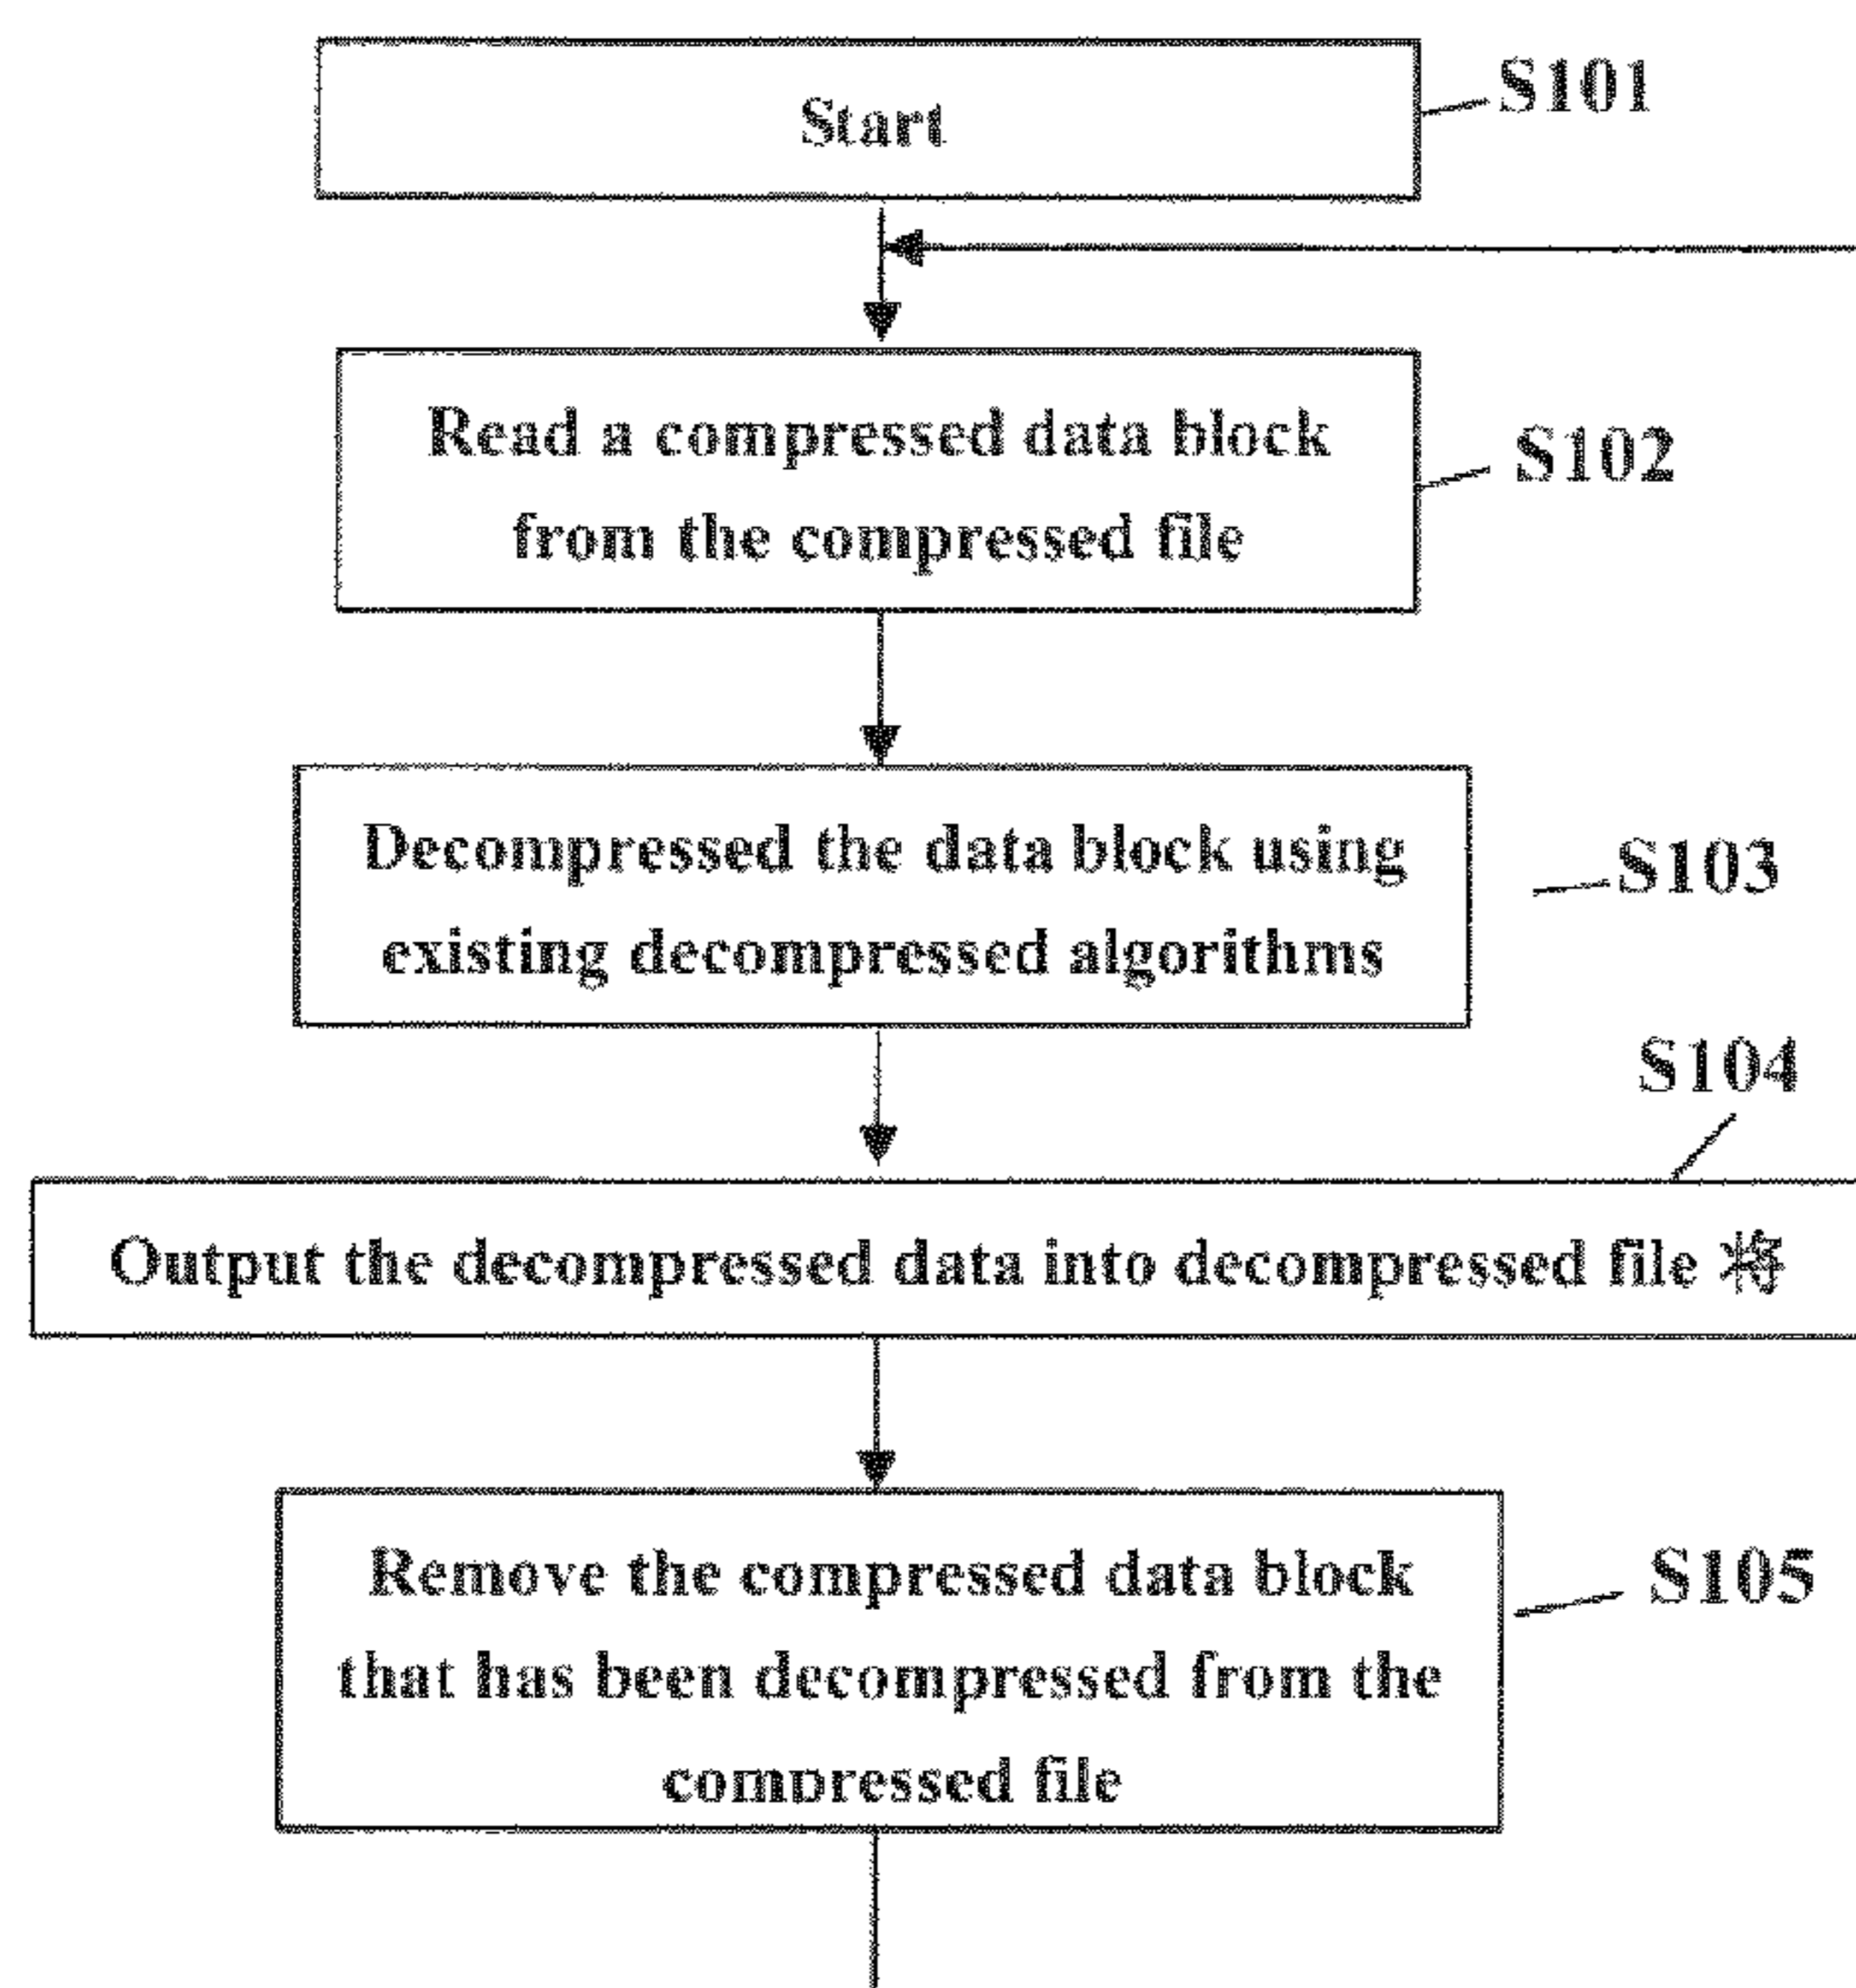 Start
S101
Read a compressed data block
from the compressed file
S102
Decompressed the data block using
existing decompressed algorithms
S103
S104
Output the decompressed data into decompressed file 将
Remove the compressed data block
that has been decompressed from the
compressed file
S105